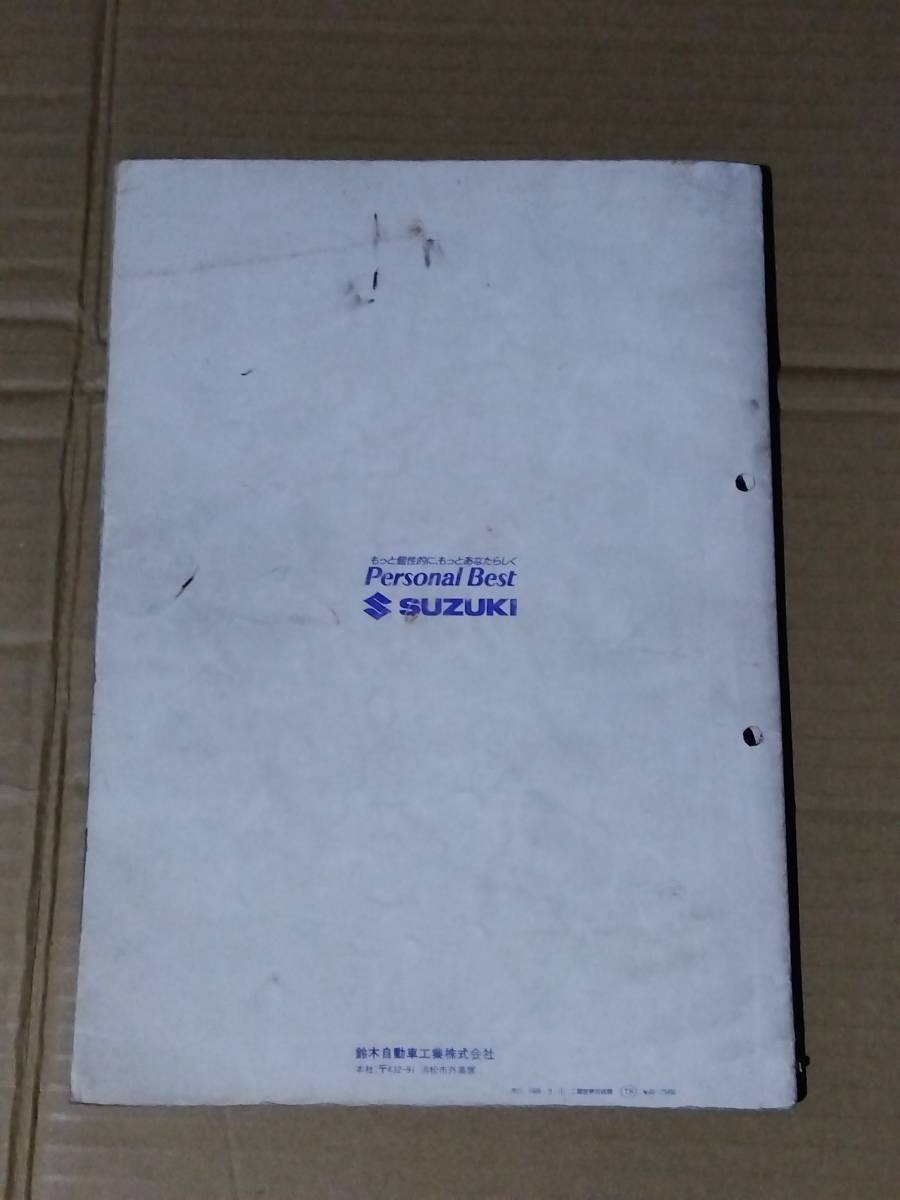 もっと個性的に、もっとあなたらしく
Personal Best
SUZUKI
鈴木自動車工業株式会社
本社 〒432-91 浜松市外高塚
TK